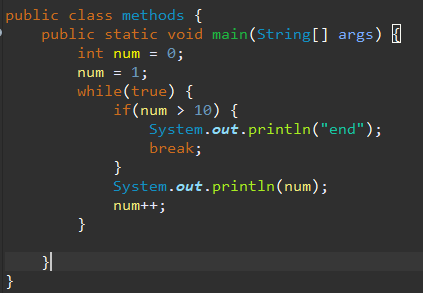 public class methods {
    public static void main(String[] args) {
        int num = 0;
        num = 1;
        while(true) {
            if(num > 10) {
                System.out.println("end");
                break;
            }
            System.out.println(num);
            num++;
        }
    }
}